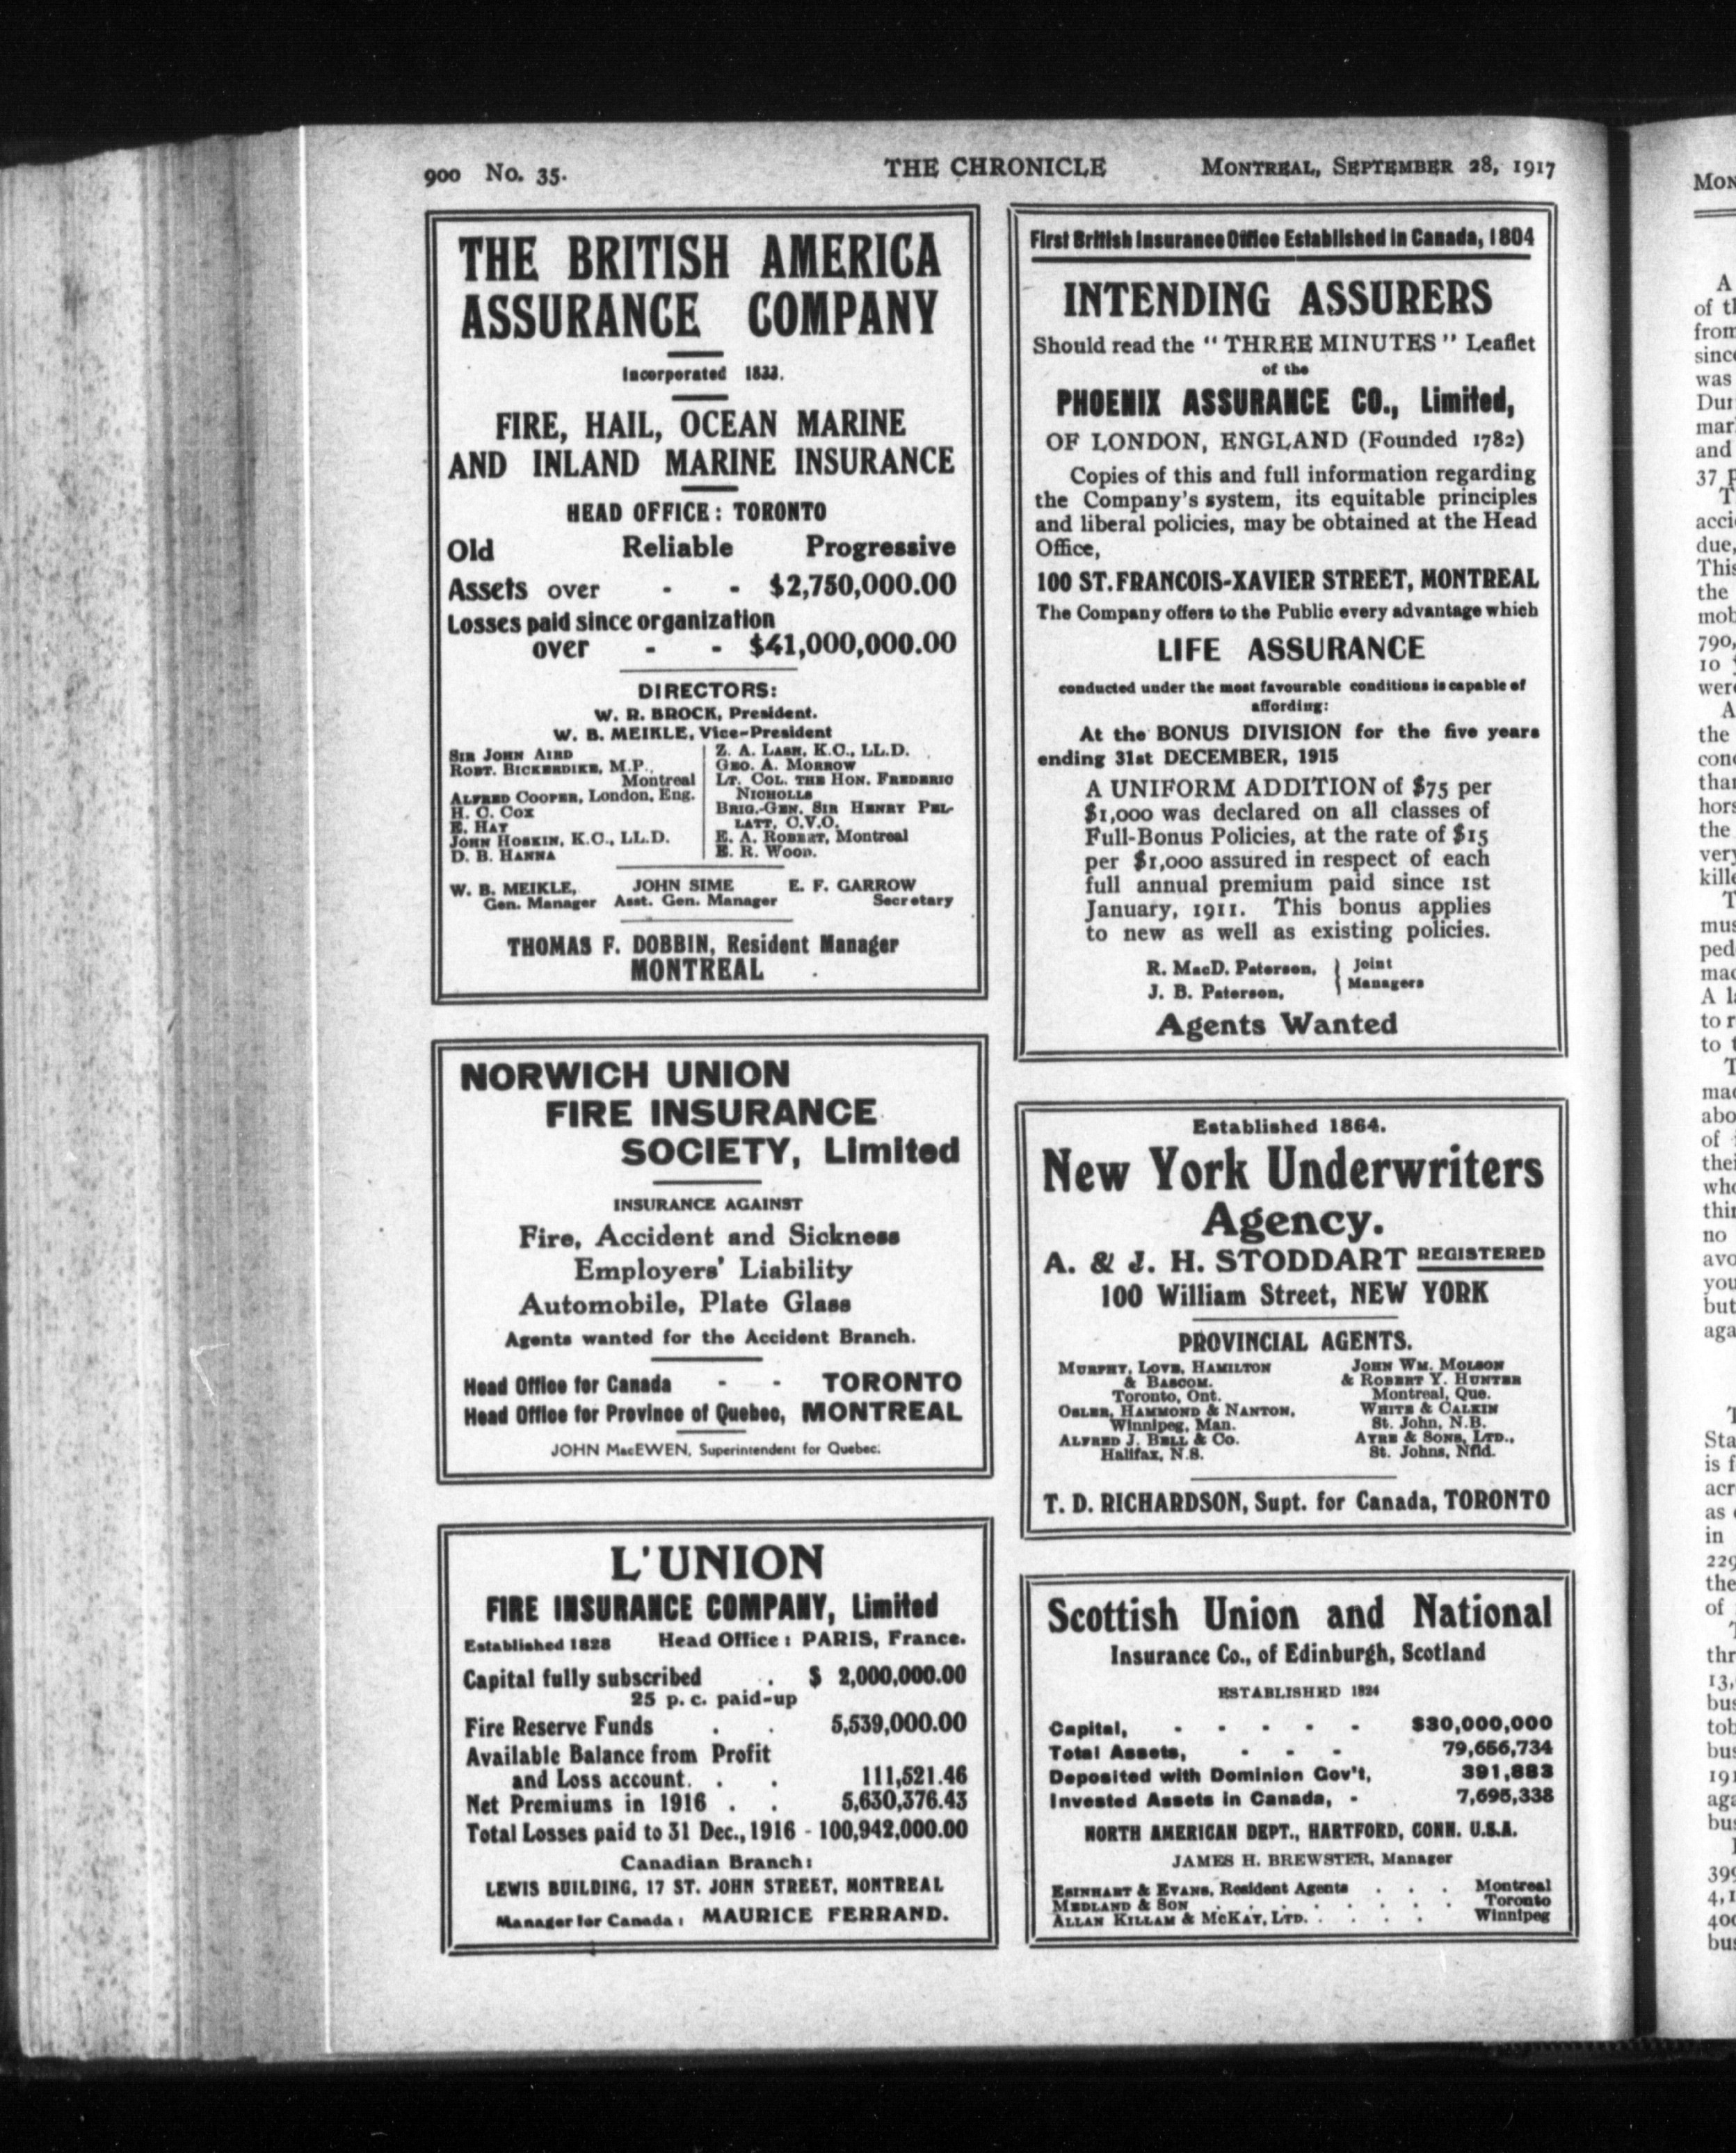 900 No. 35. THE CHRONICLE MONTREAL, SEPTEMBER 28, 1917
THE BRITISH AMERICA
ASSURANCE COMPANY
Incorporated 1833.
FIRE, HAIL, OCEAN MARINE
AND INLAND MARINE INSURANCE
HEAD OFFICE: TORONTO
Old Reliable Progressive
Assets over - - $2,750,000.00
Losses paid since organization
over - - $41,000,000.00
DIRECTORS:
W. R. BROCK, President.
W. B. MEIKLE, Vice-President
SIR JOHN AIRD
ROBT. BICKERDIKE, M.P.,
Montreal
ALFRED COOPER, London, Eng.
H. C. COX
E. HAY
JOHN HOSKIN, K.C., LL.D.
D. B. HANNA
Z. A. LASH, K.C., LL.D.
GEO. A. MORROW
LT. COL. THE HON. FREDERIC
NICHOLLS
BRIG.-GEN. SIR HENRY PEL-
LATT, C.V.O.
E. A. ROBERT, Montreal
E. R. WOOD.
W. B. MEIKLE, JOHN SIME E. F. GARROW
Gen. Manager Asst. Gen. Manager Secretary
THOMAS F. DOBBIN, Resident Manager
MONTREAL
NORWICH UNION
FIRE INSURANCE
SOCIETY, Limited
INSURANCE AGAINST
Fire, Accident and Sickness
Employers' Liability
Automobile, Plate Glass
Agents wanted for the Accident Branch.
Head Office for Canada - - TORONTO
Head Office for Province of Quebec, MONTREAL
JOHN MacEWEN, Superintendent for Quebec.
L'UNION
FIRE INSURANCE COMPANY, Limited
Established 1828 Head Office: PARIS, France.
Capital fully subscribed . $ 2,000,000.00
25 p. c. paid-up
Fire Reserve Funds . . 5,539,000.00
Available Balance from Profit
and Loss account. . . 111,521.46
Net Premiums in 1916 . . 5,630,376.43
Total Losses paid to 31 Dec., 1916 - 100,942,000.00
Canadian Branch:
LEWIS BUILDING, 17 ST. JOHN STREET, MONTREAL
Manager for Canada: MAURICE FERRAND.
First British Insurance Office Established in Canada, 1804
INTENDING ASSURERS
Should read the "THREE MINUTES" Leaflet
of the
PHOENIX ASSURANCE CO., Limited,
OF LONDON, ENGLAND (Founded 1782)
Copies of this and full information regarding
the Company's system, its equitable principles
and liberal policies, may be obtained at the Head
Office,
100 ST. FRANCOIS-XAVIER STREET, MONTREAL
The Company offers to the Public every advantage which
LIFE ASSURANCE
conducted under the most favourable conditions is capable of
affording:
At the BONUS DIVISION for the five years
ending 31st DECEMBER, 1915
A UNIFORM ADDITION of $75 per
$1,000 was declared on all classes of
Full-Bonus Policies, at the rate of $15
per $1,000 assured in respect of each
full annual premium paid since 1st
January, 1911. This bonus applies
to new as well as existing policies.
R. MacD. Paterson, } Joint
J. B. Paterson, Managers
Agents Wanted
Established 1864.
New York Underwriters
Agency.
A. & J. H. STODDART REGISTERED
100 William Street, NEW YORK
PROVINCIAL AGENTS.
MURPHY, LOVE, HAMILTON
& BASCOM.
Toronto, Ont.
OSLER, HAMMOND & NANTON,
Winnipeg, Man.
ALFRED J. BELL & CO.
Halifax, N.S.
JOHN WM. MOLSON
& ROBERT Y. HUNTER
Montreal, Que.
WHITE & CALKIN
St. John, N.B.
AYRE & SONS, LTD.,
St. Johns, Nfld.
T. D. RICHARDSON, Supt. for Canada, TORONTO
Scottish Union and National
Insurance Co., of Edinburgh, Scotland
ESTABLISHED 1824
Capital, - - - - - $30,000,000
Total Assets, - - - 79,656,734
Deposited with Dominion Gov't, 391,883
Invested Assets in Canada, - 7,695,338
NORTH AMERICAN DEPT., HARTFORD, CONN. U.S.A.
JAMES H. BREWSTER, Manager
ESINHART & EVANS, Resident Agents . . . Montreal
MEDLAND & SON . . . . . . . Toronto
ALLAN KILLAM & MCKAY, LTD. . . . . Winnipeg